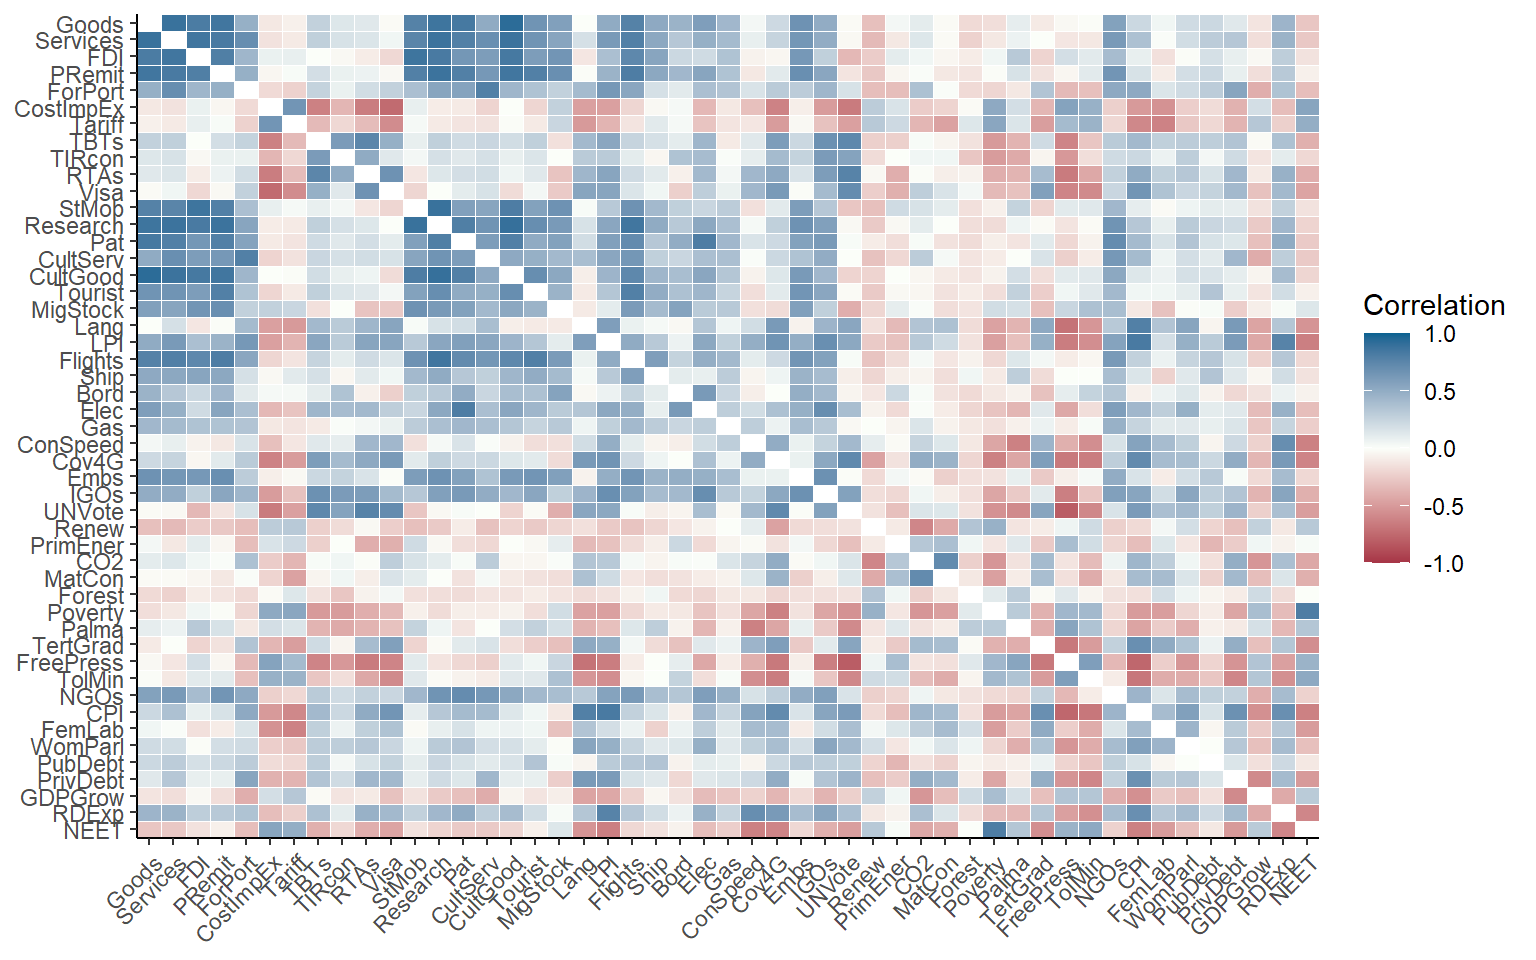 Goods
Services
FDI
PRemit
ForPort
CostImpEx
Tariff
TBTs
TIRcon
RTAs
Visa
StMob
Research
Pat
CultServ
CultGood
Tourist
MigStock
Lang
LPI
Flights
Ship
Bord
Elec
Gas
ConSpeed
Cov4G
Embs
IGOs
UNVote
Renew
PrimEner
CO2
MatCon
Forest
Poverty
Palma
TertGrad
FreePress
TolMin
NGOs
CPI
FemLab
WomParl
PubDebt
PrivDebt
GDPGrow
RDExp
NEET
Goods
Services
FDI
PRemit
ForPort
CostImpEx
Tariff
TBTs
TIRcon
RTAs
Visa
StMob
Research
Pat
CultServ
CultGood
Tourist
MigStock
Lang
LPI
Flights
Ship
Bord
Elec
Gas
ConSpeed
Cov4G
Embs
IGOs
UNVote
Renew
PrimEner
CO2
MatCon
Forest
Poverty
Palma
TertGrad
FreePress
TolMin
NGOs
CPI
FemLab
WomParl
PubDebt
PrivDebt
GDPGrow
RDExp
NEET
Correlation
1.0
0.5
0.0
-0.5
-1.0